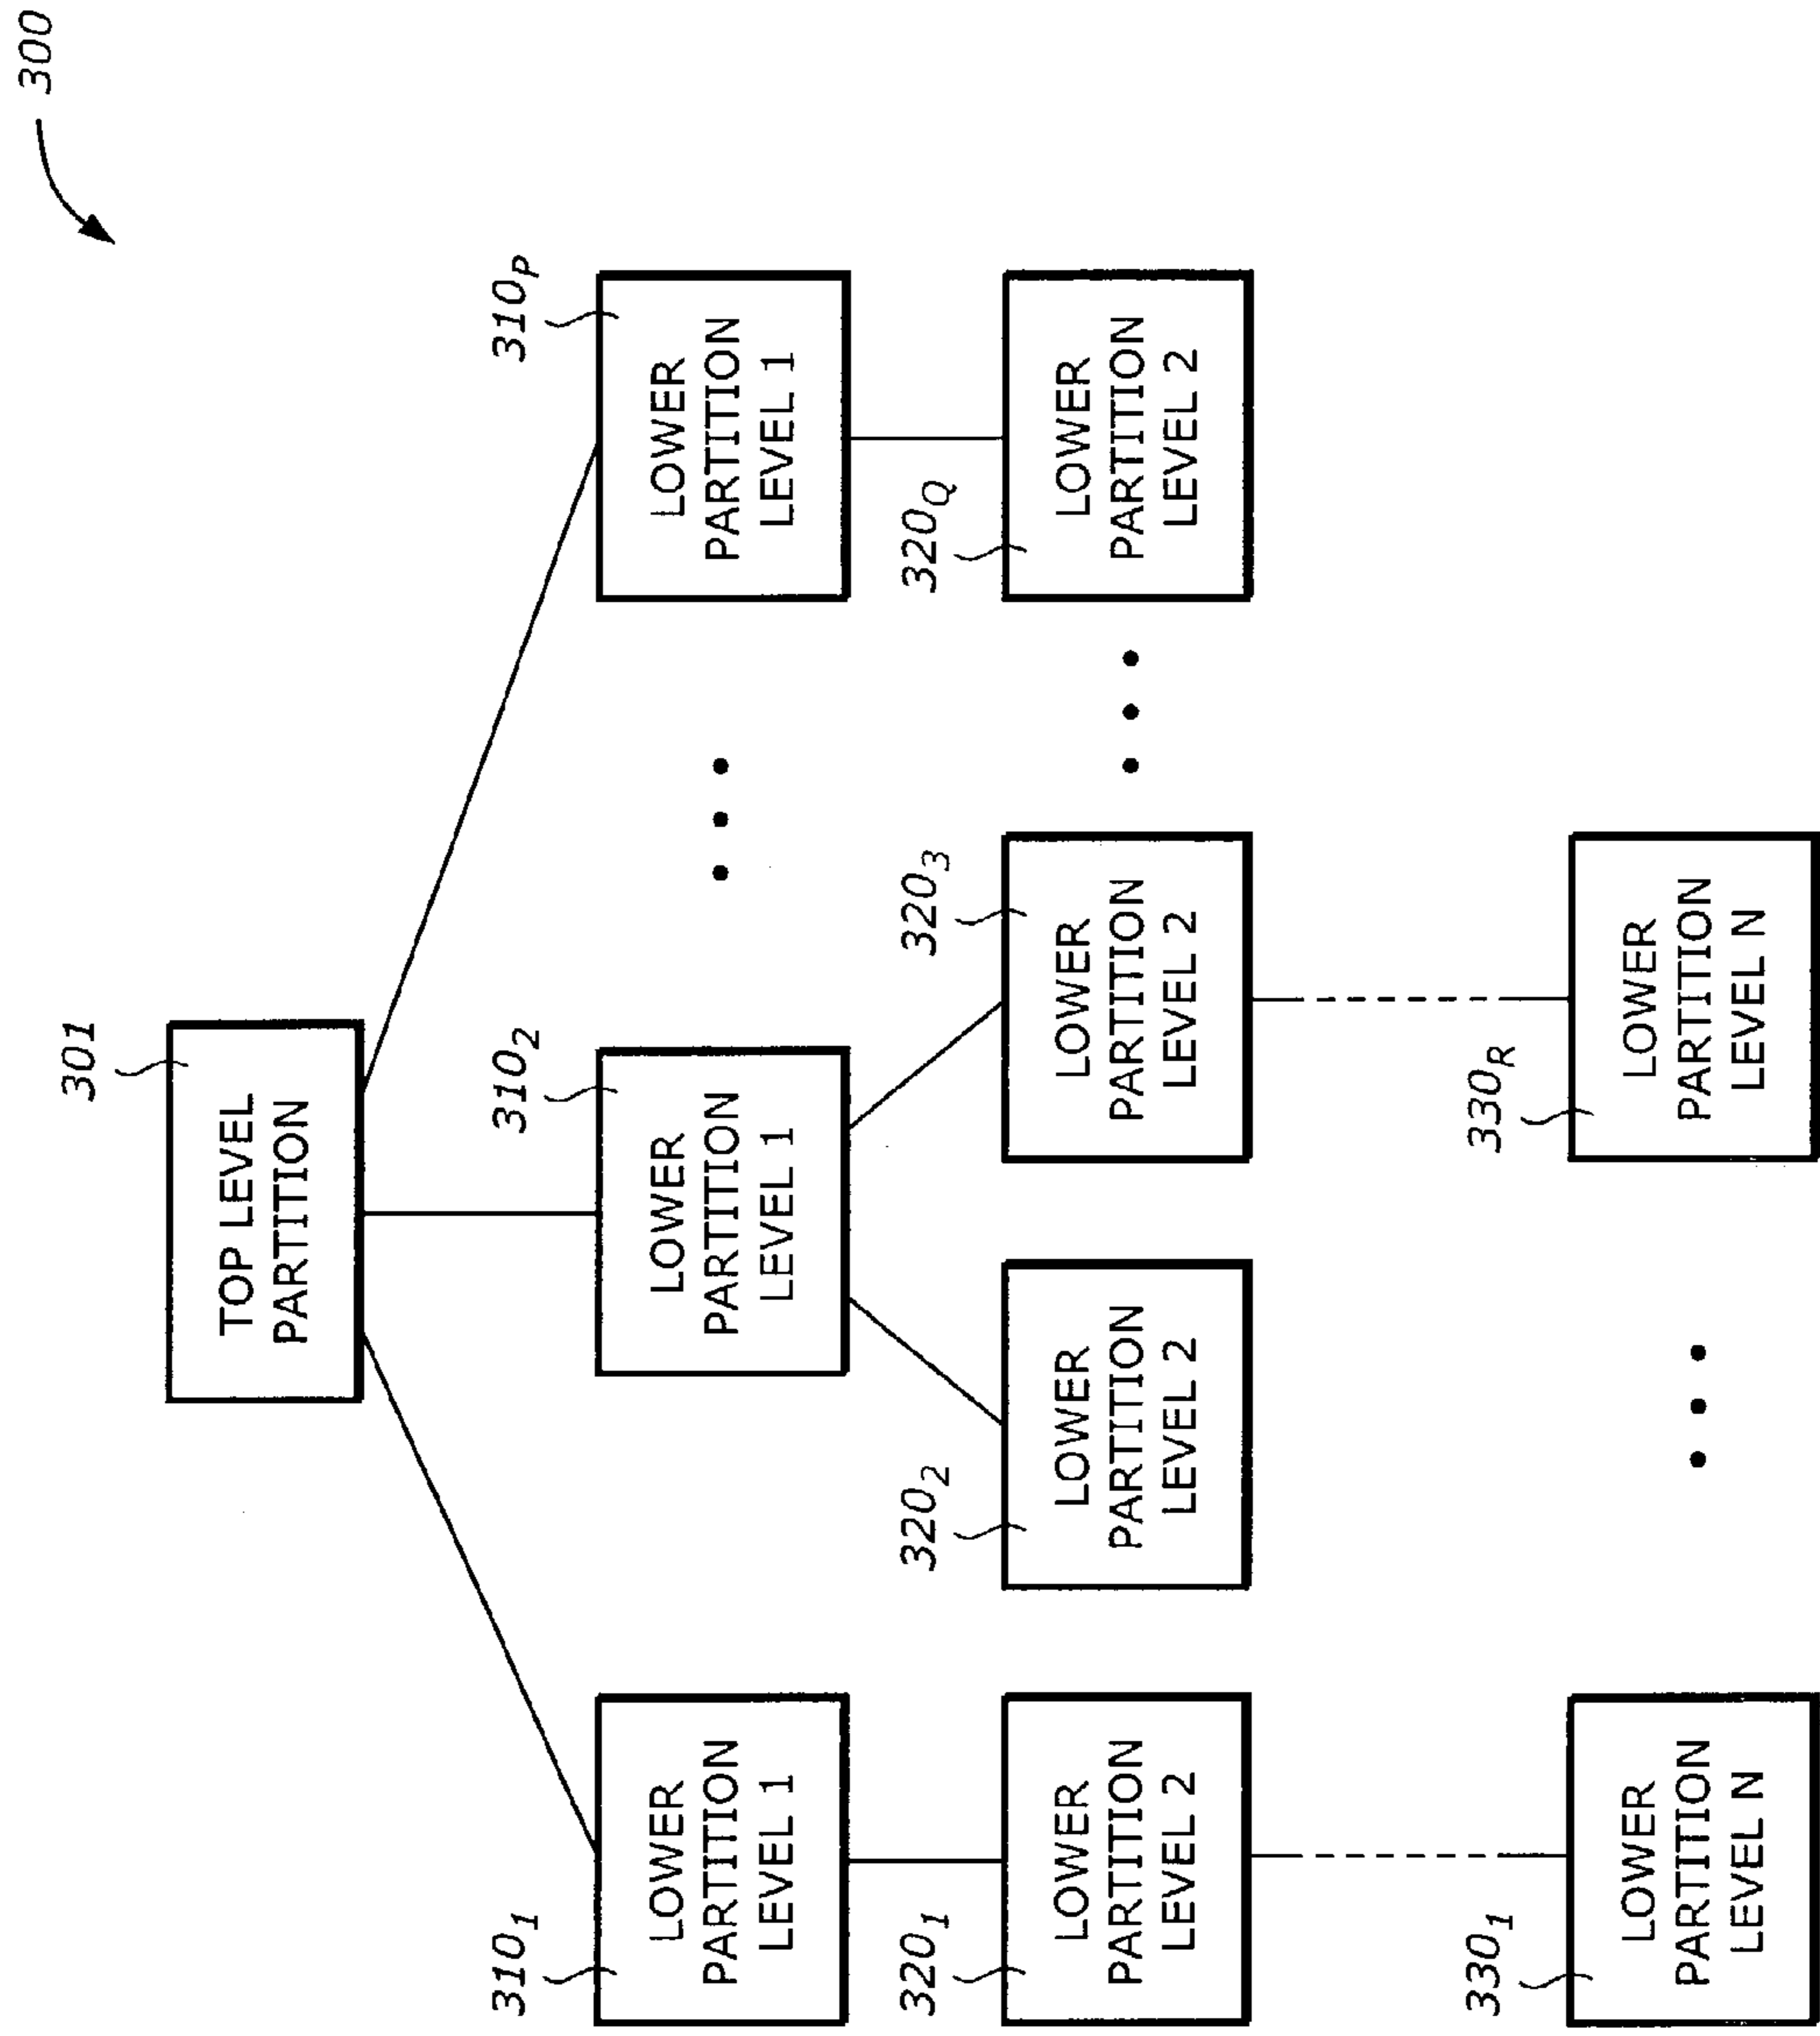 300
301
TOP LEVEL
PARTITION
310₁
LOWER
PARTITION
LEVEL 1
310₂
LOWER
PARTITION
LEVEL 1
310P
LOWER
PARTITION
LEVEL 1
320₁
LOWER
PARTITION
LEVEL 2
320₂
LOWER
PARTITION
LEVEL 2
320₃
LOWER
PARTITION
LEVEL 2
320Q
LOWER
PARTITION
LEVEL 2
330₁
LOWER
PARTITION
LEVEL N
330R
LOWER
PARTITION
LEVEL N